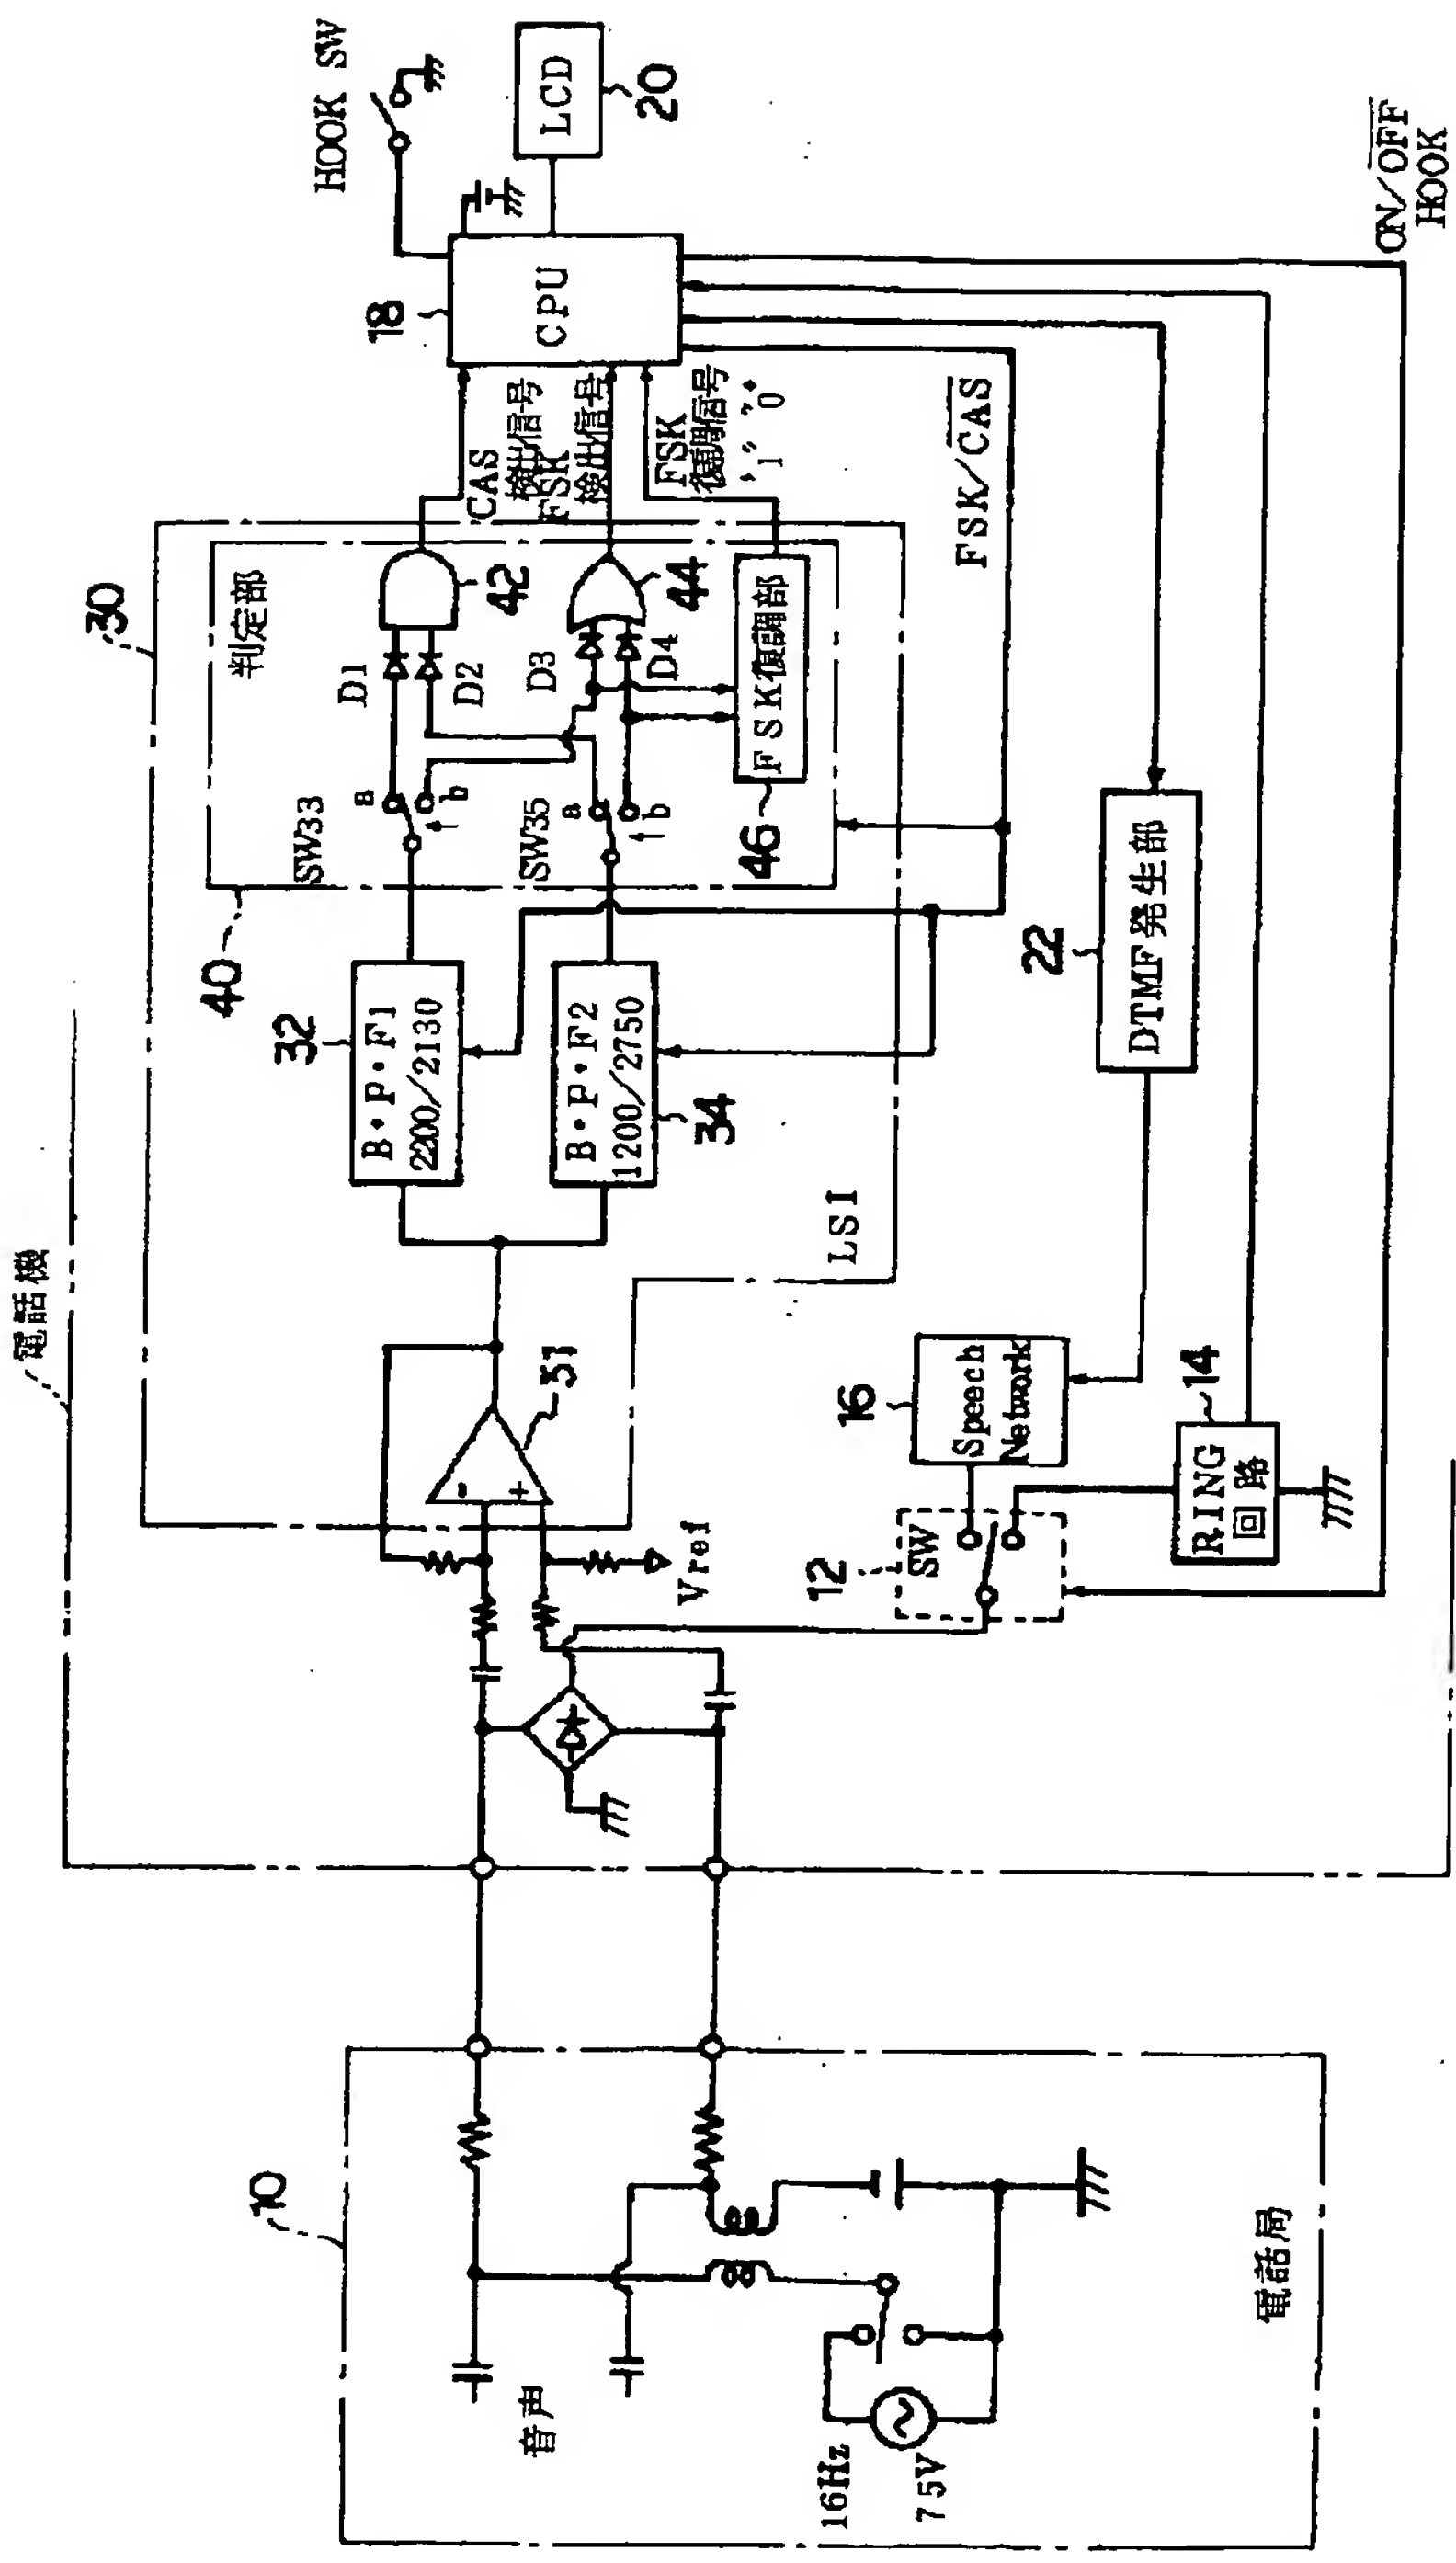 電話機
30
40
判定部
HOOK SW
18
CPU
LCD
20
CAS
検出信号
FSK
検出信号
FSK
復調信号
"1" "0"
FSK/CAS
ON/OFF
HOOK
SW33
a
b
D1
D2
42
SW35
a
b
D3
D4
44
FSK復調部
46
32
B・P・F1
2200/2130
B・P・F2
1200/2750
34
LSI
-
+
31
Vref
12
SW
16
Speech
Network
14
RING
回路
22
DTMF発生部
10
電話局
音声
16Hz
75V